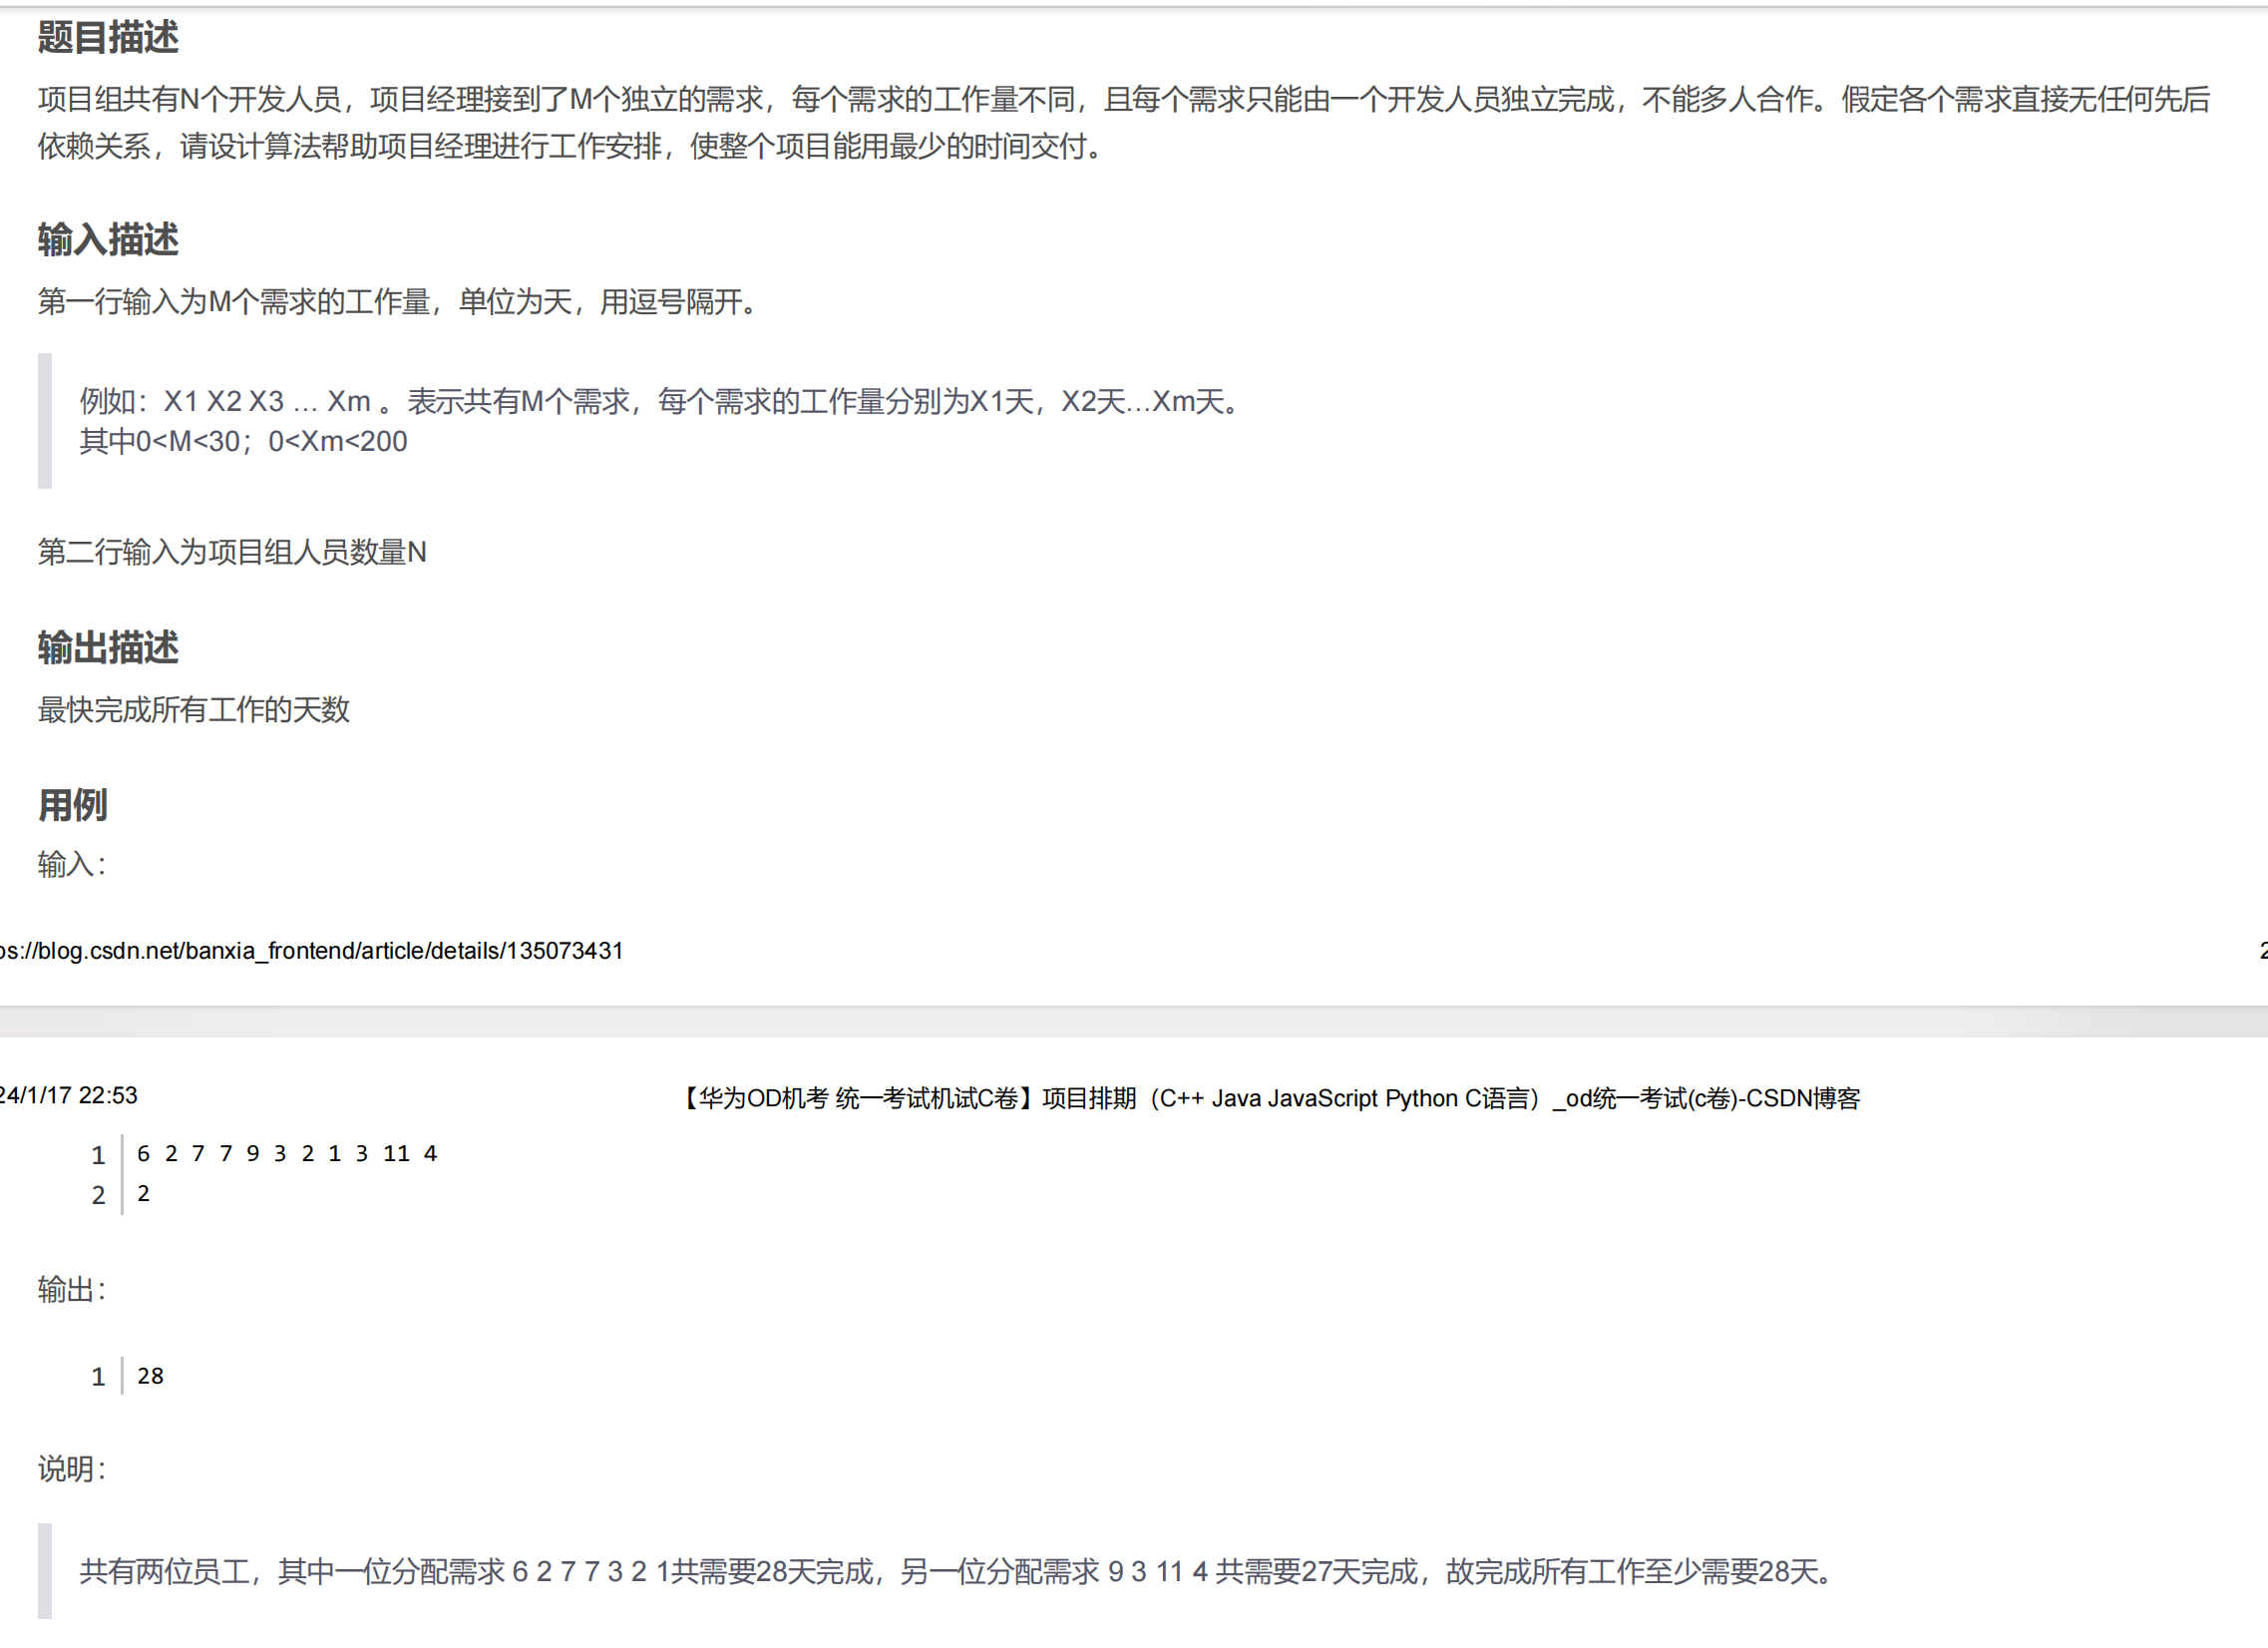 题目描述
项目组共有N个开发人员，项目经理接到了M个独立的需求，每个需求的工作量不同，且每个需求只能由一个开发人员独立完成，不能多人合作。假定各个需求直接无任何先后
依赖关系，请设计算法帮助项目经理进行工作安排，使整个项目能用最少的时间交付。
输入描述
第一行输入为M个需求的工作量，单位为天，用逗号隔开。
例如：X1 X2 X3 … Xm 。表示共有M个需求，每个需求的工作量分别为X1天，X2天…Xm天。
其中0<M<30；0<Xm<200
第二行输入为项目组人员数量N
输出描述
最快完成所有工作的天数
用例
输入：
ps://blog.csdn.net/banxia_frontend/article/details/135073431
2
24/1/17 22:53 【华为OD机考 统一考试机试C卷】项目排期（C++ Java JavaScript Python C语言）_od统一考试(c卷)-CSDN博客
1 6 2 7 7 9 3 2 1 3 11 4
2 2
输出：
1 28
说明：
共有两位员工，其中一位分配需求 6 2 7 7 3 2 1共需要28天完成，另一位分配需求 9 3 11 4 共需要27天完成，故完成所有工作至少需要28天。